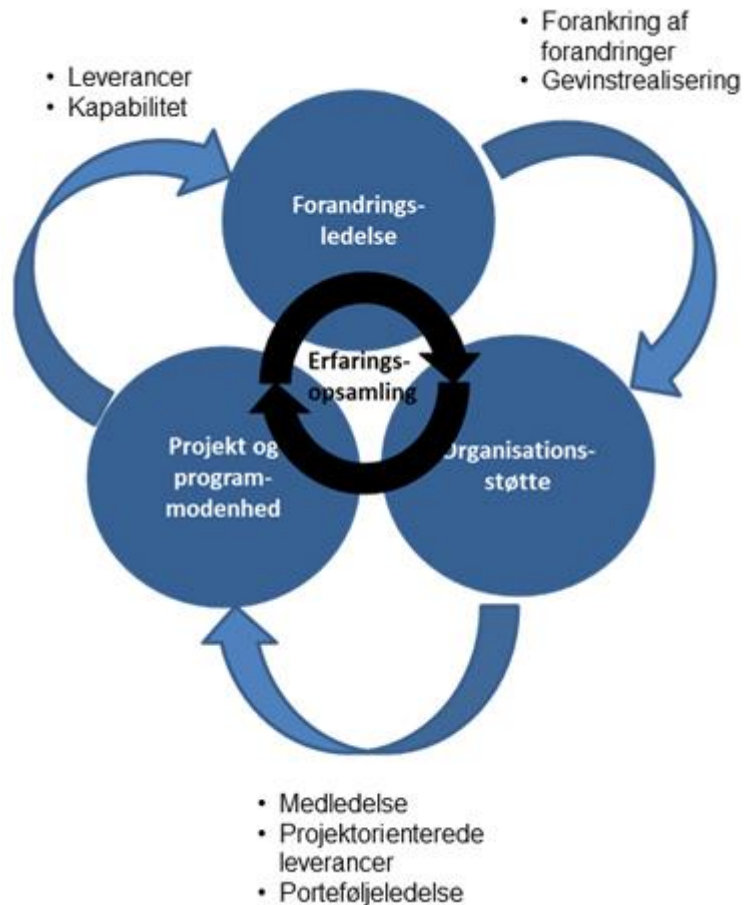 • Forankring af
forandringer
• Gevinstrealisering
• Leverancer
• Kapabilitet
Forandrings-
ledelse
Erfarings-
opsamling
Projekt og
program-
modenhed
Organisations-
støtte
• Medledelse
• Projektorienterede
leverancer
• Porteføljeledelse